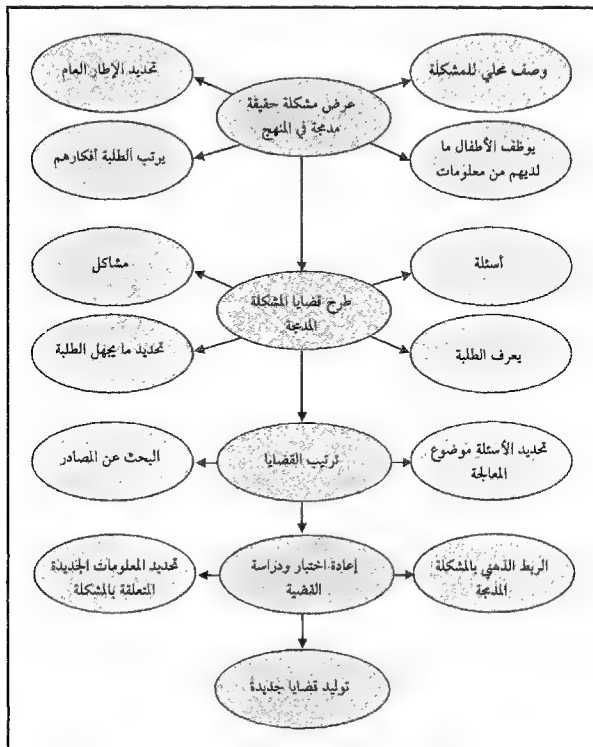 وصف محلي للمشكلة
تحديد الإطار العام
عرض مشكلة حقيقة
مدمجة في المنهج
يوظف الأطفال ما
لديهم من معلومات
يرتب الطلبة أفكارهم
أسئلة
مشاكل
طرح قضايا المشكلة
المدمجة
يعرف الطلبة
تحديد ما يجهل الطلبة
ترتيب القضايا
تحديد الأسئلة موضوع
المعالجة
البحث عن المصادر
إعادة اختبار ودراسة
القضية
الربط الذهني بالمشكلة
المدمجة
تحديد المعلومات الجديدة
المتعلقة بالمشكلة
توليد قضايا جديدة